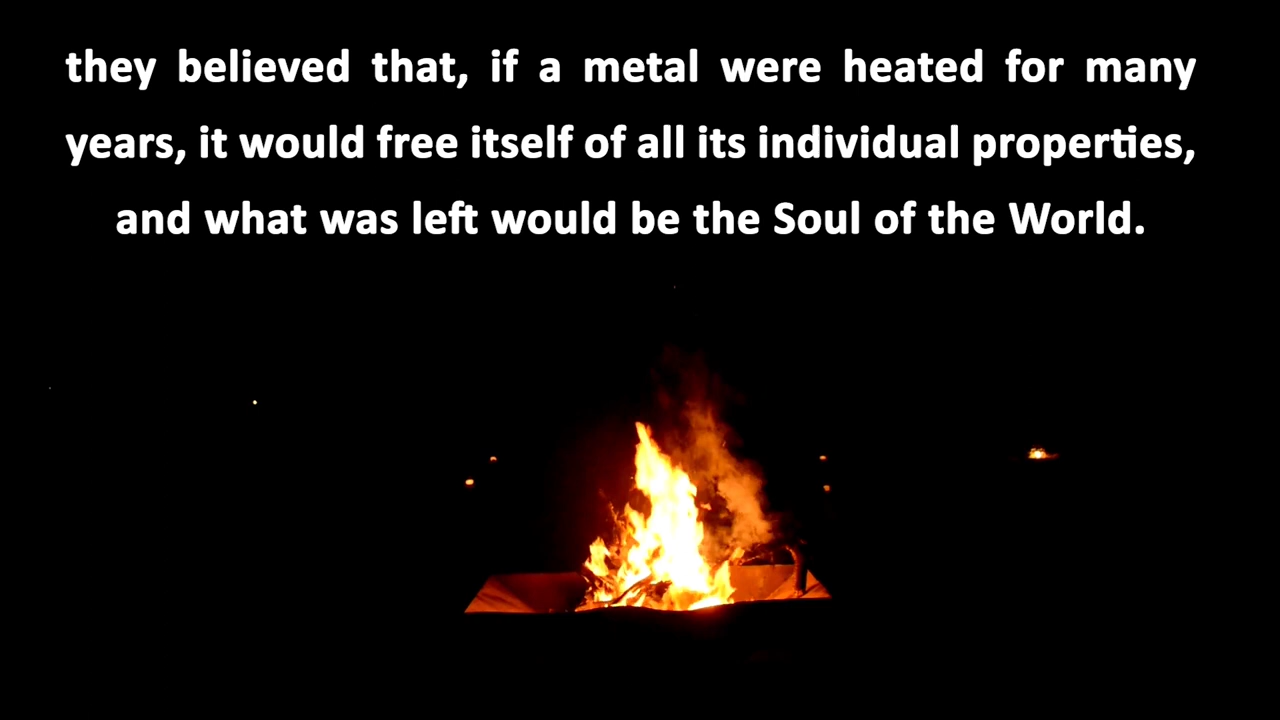 they believed that, if a metal were heated for many
years, it would free itself of all its individual properties,
and what was left would be the Soul of the World.